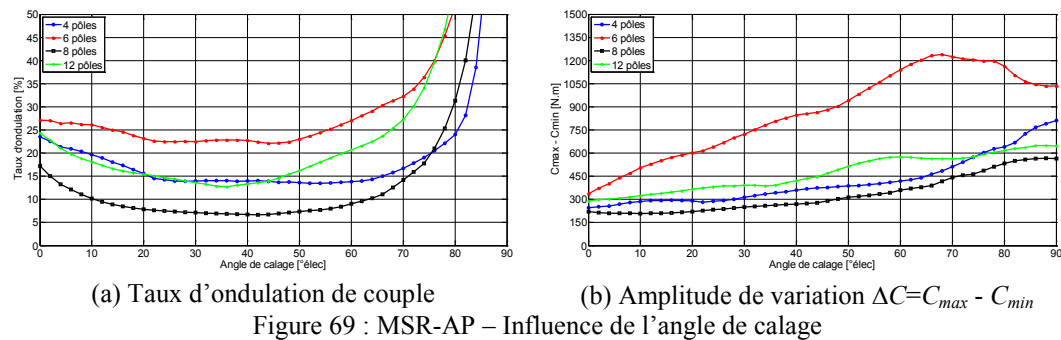 50
45
40
35
30
25
20
15
10
5
0
Taux d'ondulation [%]
4 pôles
6 pôles
8 pôles
12 pôles
0 10 20 30 40 50 60 70 80 90
Angle de calage [°élec]
1500
1350
1200
1050
900
750
600
450
300
150
0
Cmax - Cmin [N.m]
4 pôles
6 pôles
8 pôles
12 pôles
0 10 20 30 40 50 60 70 80 90
Angle de calage [°élec]
(a) Taux d'ondulation de couple
(b) Amplitude de variation ΔC=Cmax - Cmin
Figure 69 : MSR-AP – Influence de l'angle de calage